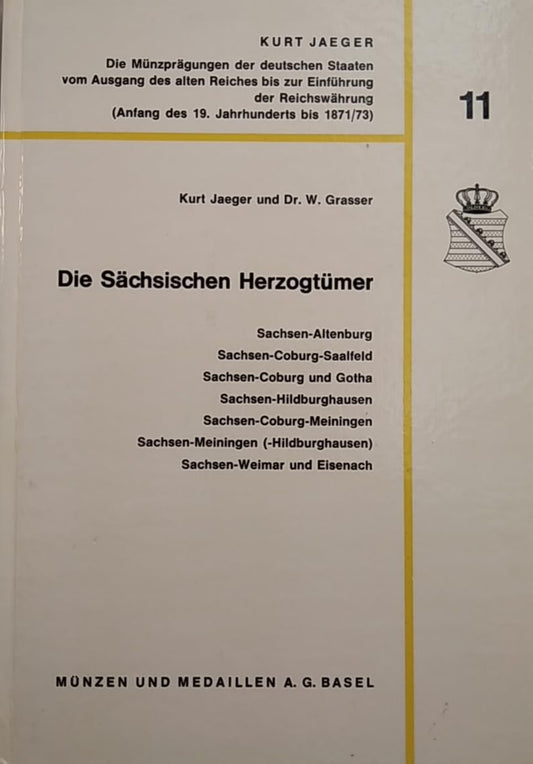 KURT JAEGER
Die Münzprägungen der deutschen Staaten
vom Ausgang des alten Reiches bis zur Einführung
der Reichswährung
(Anfang des 19. Jahrhunderts bis 1871/73)
11
Kurt Jaeger und Dr. W. Grasser
Die Sächsischen Herzogtümer
Sachsen-Altenburg
Sachsen-Coburg-Saalfeld
Sachsen-Coburg und Gotha
Sachsen-Hildburghausen
Sachsen-Coburg-Meiningen
Sachsen-Meiningen (-Hildburghausen)
Sachsen-Weimar und Eisenach
MÜNZEN UND MEDAILLEN A. G. BASEL